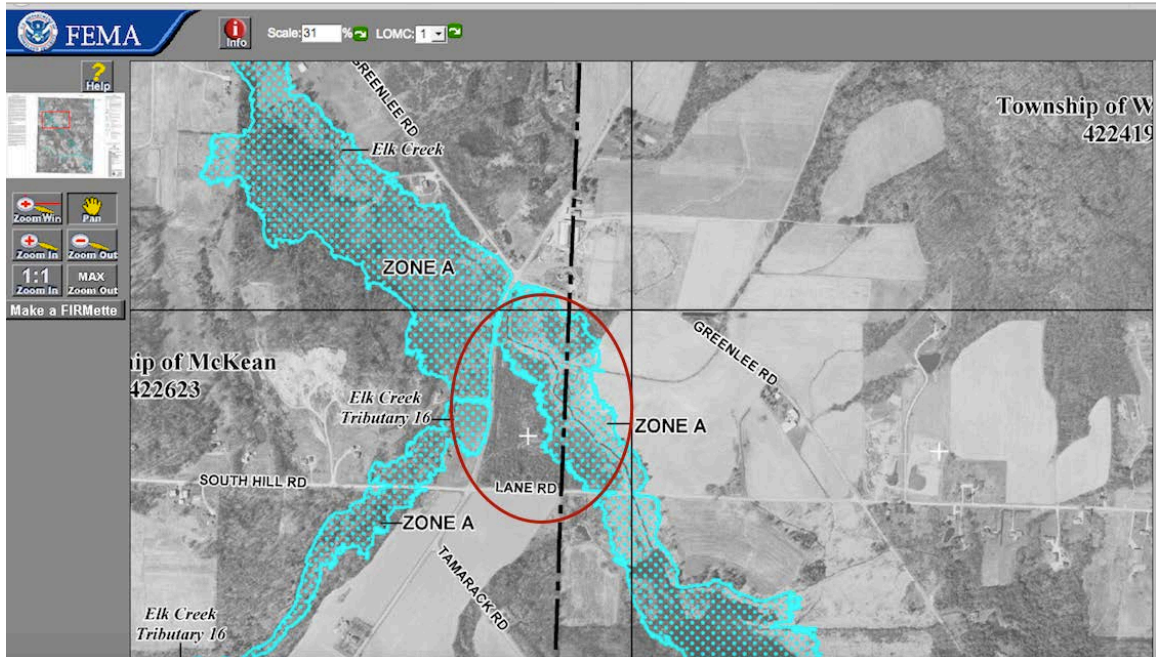 FEMA
Info
Scale: 31 %
LOMC: 1
Help
ZoomWin
Pan
Zoom In
Zoom Out
1:1
Zoom In
MAX
Zoom Out
Make a FIRMette
GREENLEE RD
Elk Creek
Township of W
422419
ZONE A
GREENLEE RD
ip of McKean
422623
Elk Creek
Tributary 16
ZONE A
SOUTH HILL RD
LANE RD
ZONE A
TAMARACK RD
Elk Creek
Tributary 16